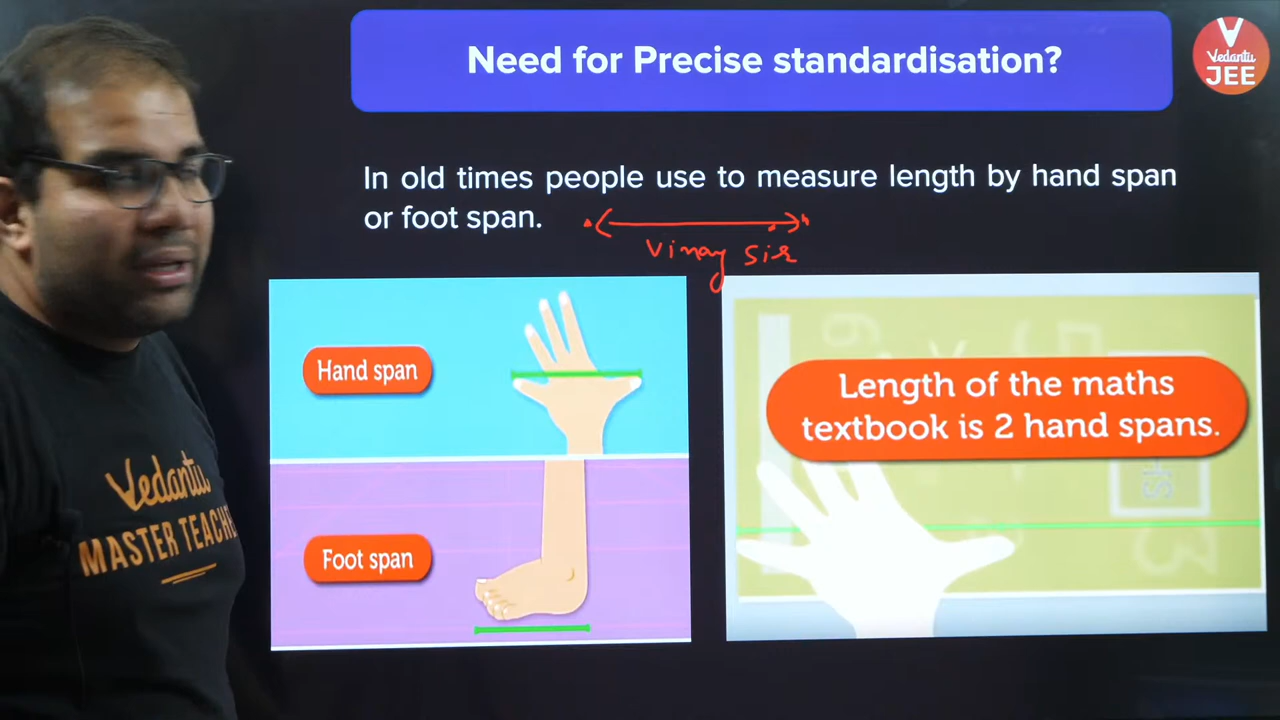 Need for Precise standardisation?
Vedantu
JEE
In old times people use to measure length by hand span
or foot span.
Vinay Sir
Hand span
Length of the maths
textbook is 2 hand spans.
Foot span
Vedantu
MASTER TEACHE